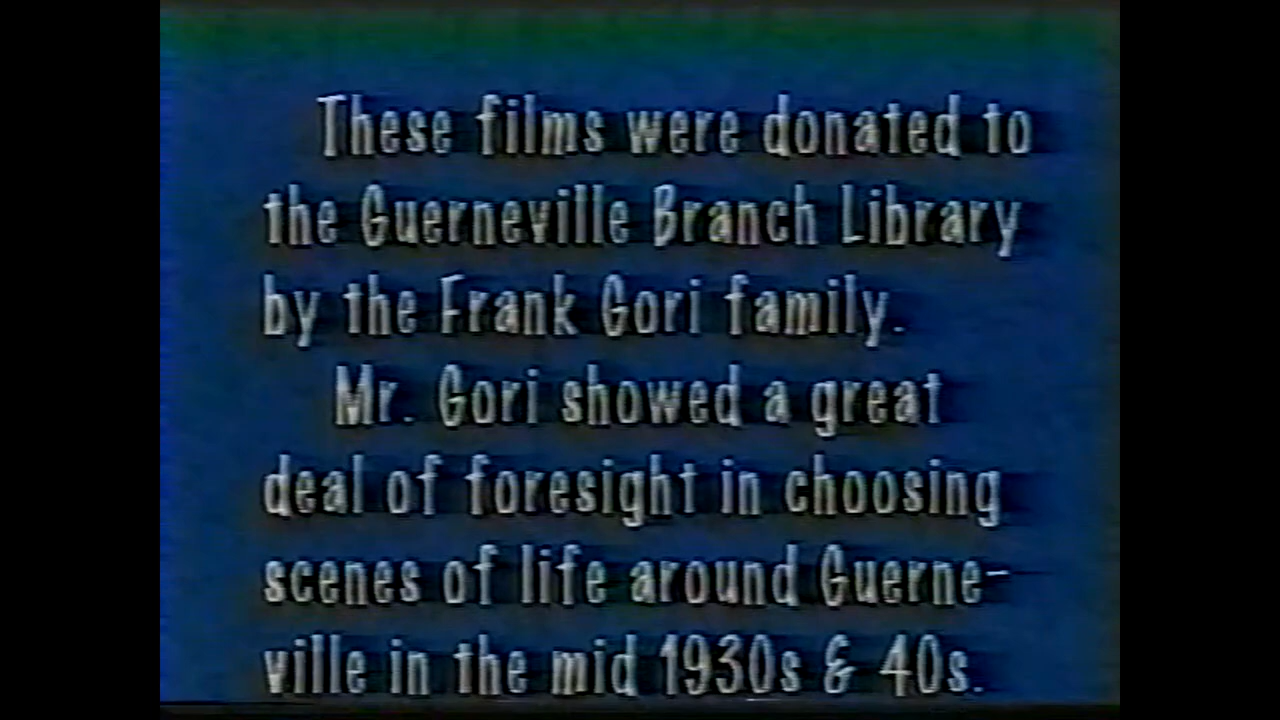 These films were donated to
the Guerneville Branch Library
by the Frank Gori family.
Mr. Gori showed a great
deal of foresight in choosing
scenes of life around Guerne-
ville in the mid 1930s & 40s.